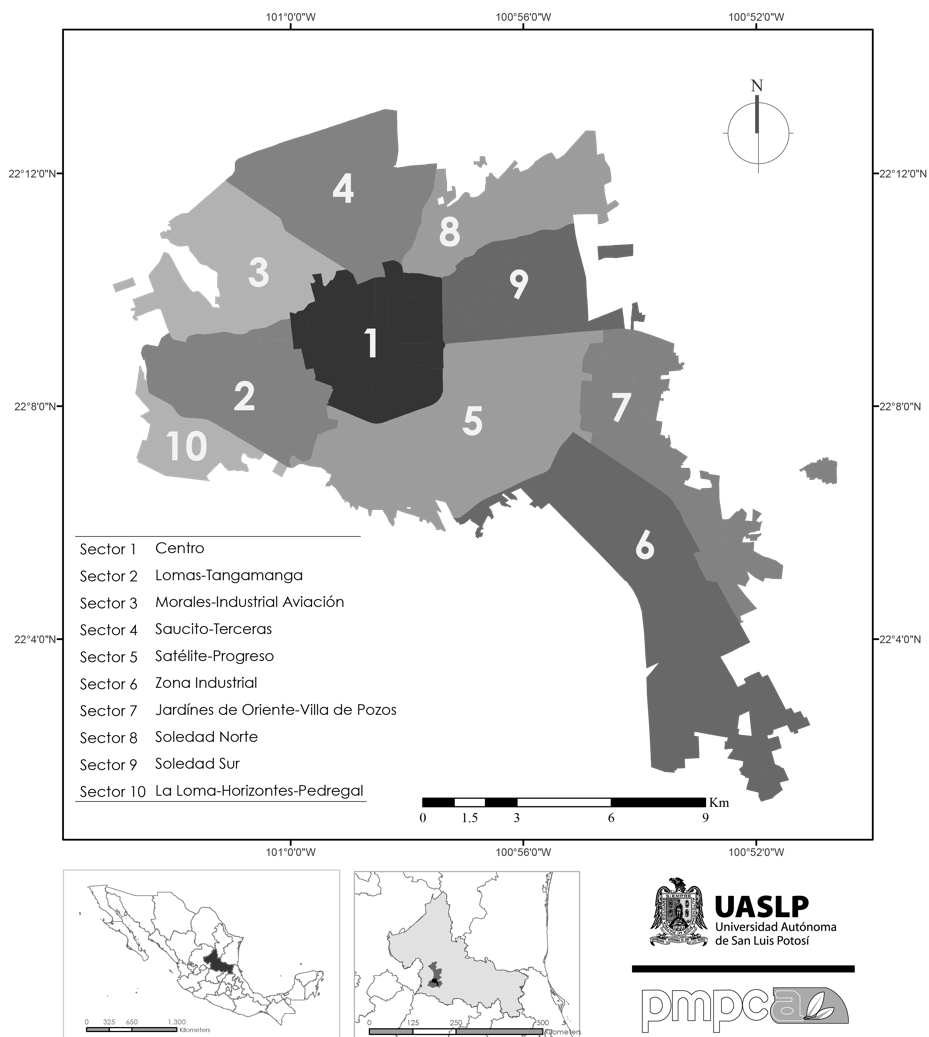 101°0'0"W 100°56'0"W 100°52'0"W
N
22°12'0"N 22°12'0"N
4
8
3
9
1
22°8'0"N 22°8'0"N
2
7
5
10
6
Sector 1 Centro
Sector 2 Lomas-Tangamanga
Sector 3 Morales-Industrial Aviación
Sector 4 Saucito-Terceras
22°4'0"N 22°4'0"N
Sector 5 Satélite-Progreso
Sector 6 Zona Industrial
Sector 7 Jardínes de Oriente-Villa de Pozos
Sector 8 Soledad Norte
Sector 9 Soledad Sur
Sector 10 La Loma-Horizontes-Pedregal
Km
0 1.5 3 6 9
101°0'0"W 100°56'0"W 100°52'0"W
UASLP
Universidad Autónoma
de San Luis Potosí
pmpca
0 325 650 1,300
Kilometers
0 125 250 500
Kilometers